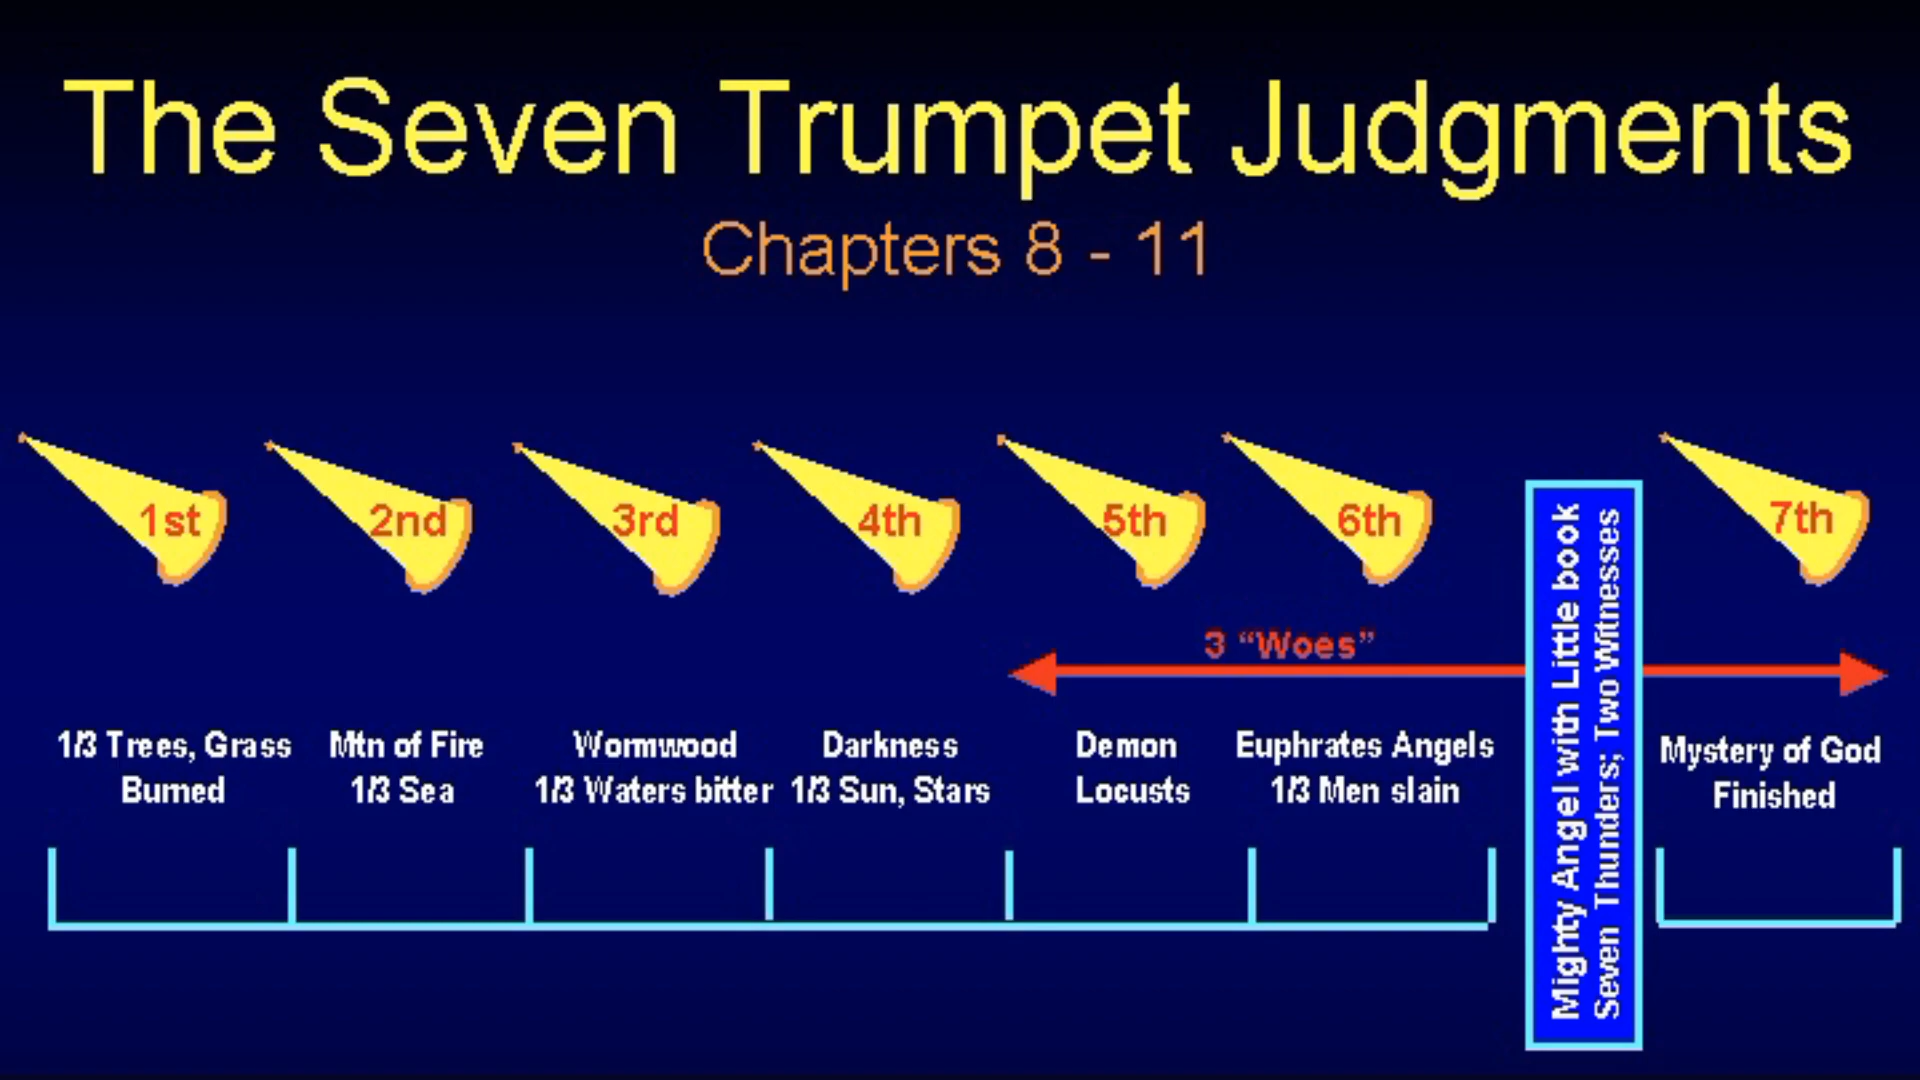 The Seven Trumpet Judgments
Chapters 8 - 11
1st
2nd
3rd
4th
5th
6th
7th
3 “Woes”
1/3 Trees, Grass
Burned
Mtn of Fire
1/3 Sea
Wormwood
1/3 Waters bitter
Darkness
1/3 Sun, Stars
Demon
Locusts
Euphrates Angels
1/3 Men slain
Mighty Angel with Little book
Seven Thunders; Two Witnesses
Mystery of God
Finished